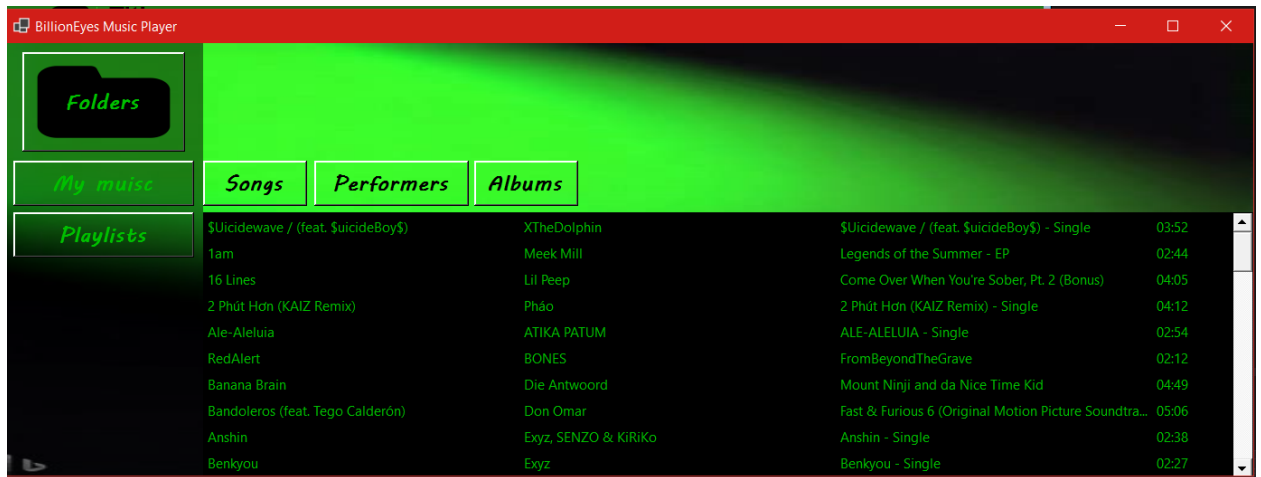 BillionEyes Music Player
Folders
My muisc
Songs Performers Albums
Playlists
$Uicidewave / (feat. $uicideBoy$) XTheDolphin $Uicidewave / (feat. $uicideBoy$) - Single 03:52
1am Meek Mill Legends of the Summer - EP 02:44
16 Lines Lil Peep Come Over When You're Sober, Pt. 2 (Bonus) 04:05
2 Phút Hơn (KAIZ Remix) Pháo 2 Phút Hơn (KAIZ Remix) - Single 04:12
Ale-Aleluia ATIKA PATUM ALE-ALELUIA - Single 02:54
RedAlert BONES FromBeyondTheGrave 02:12
Banana Brain Die Antwoord Mount Ninji and da Nice Time Kid 04:49
Bandoleros (feat. Tego Calderón) Don Omar Fast & Furious 6 (Original Motion Picture Soundtra... 05:06
Anshin Exyz, SENZO & KiRiKo Anshin - Single 02:38
Benkyou Exyz Benkyou - Single 02:27